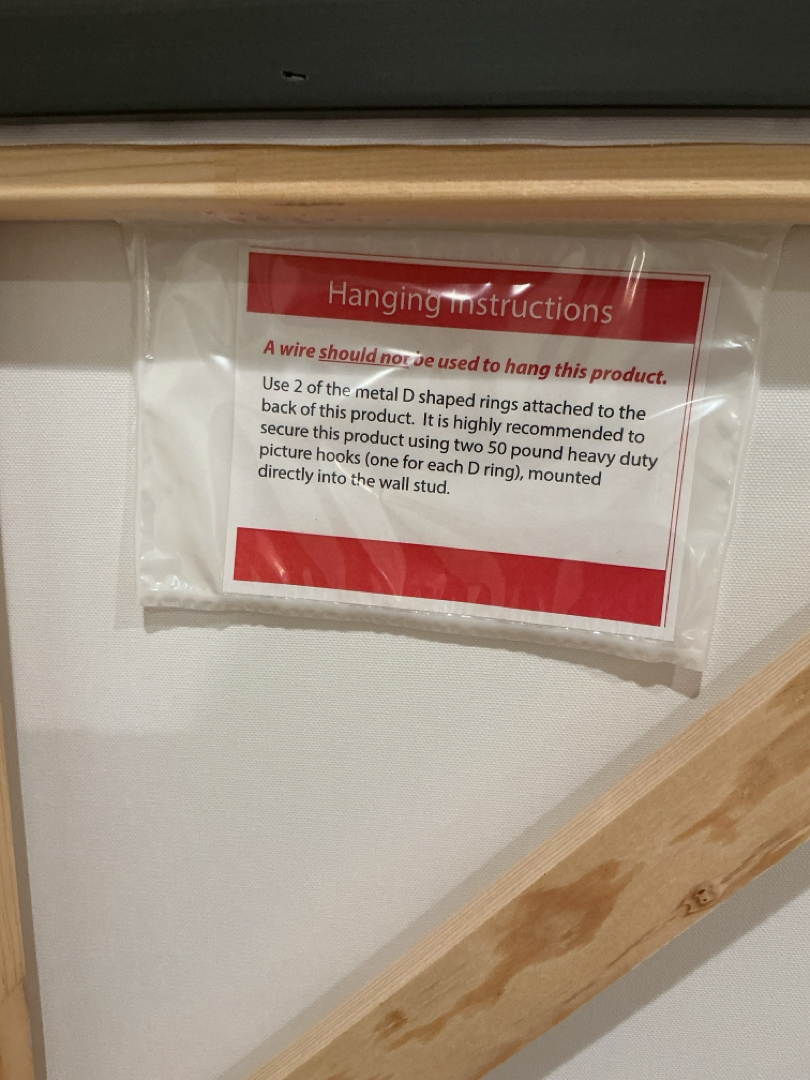 Hanging Instructions
A wire should not be used to hang this product.
Use 2 of the metal D shaped rings attached to the
back of this product. It is highly recommended to
secure this product using two 50 pound heavy duty
picture hooks (one for each D ring), mounted
directly into the wall stud.